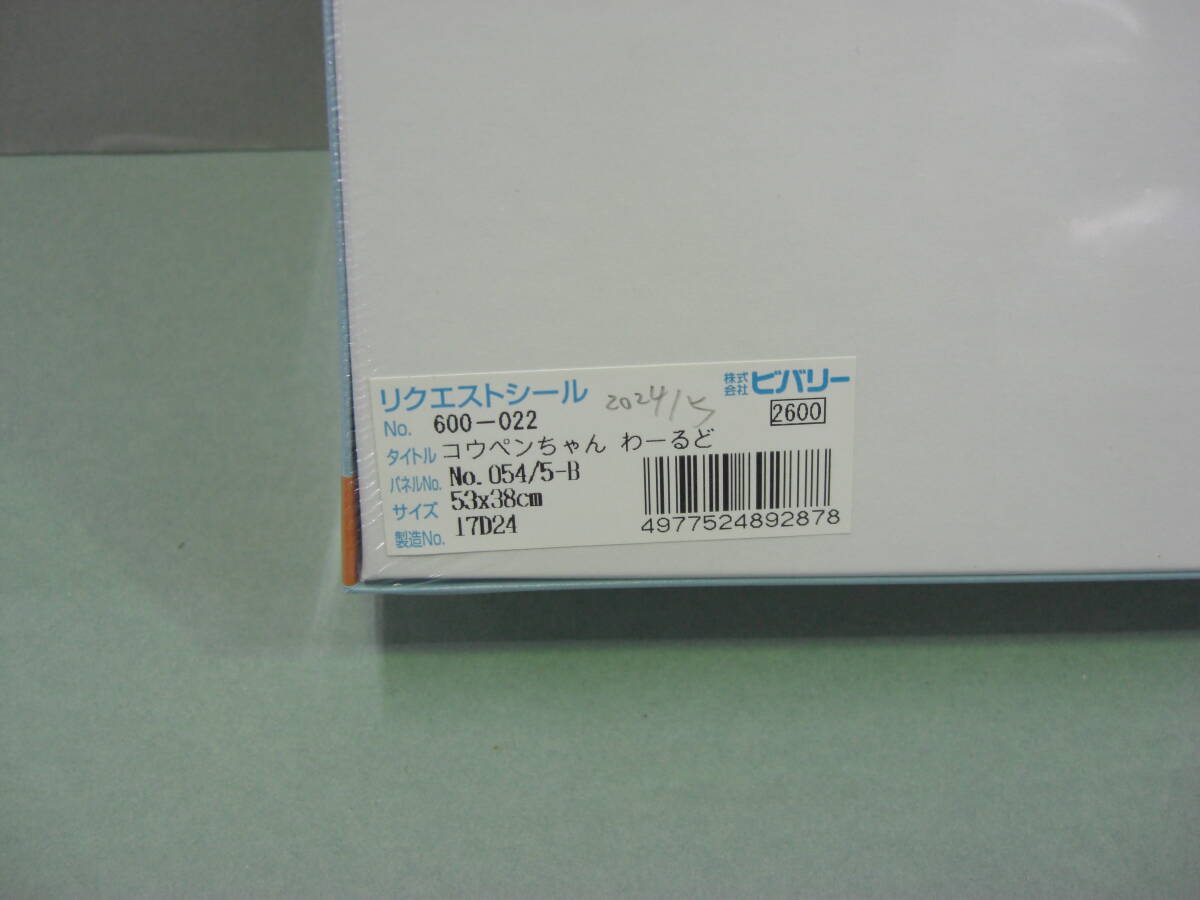 リクエストシール
株式会社 ビバリー
2024/5
2600
No. 600-022
タイトル コウペンちゃん わーるど
パネルNo. No.054/5-B
サイズ 53x38cm
製造No. 17D24
4977524892878